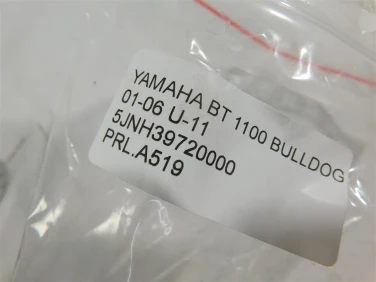 YAMAHA BT 1100 BULLDOG
01-06 U-11
5JNH39720000
PRL.A519